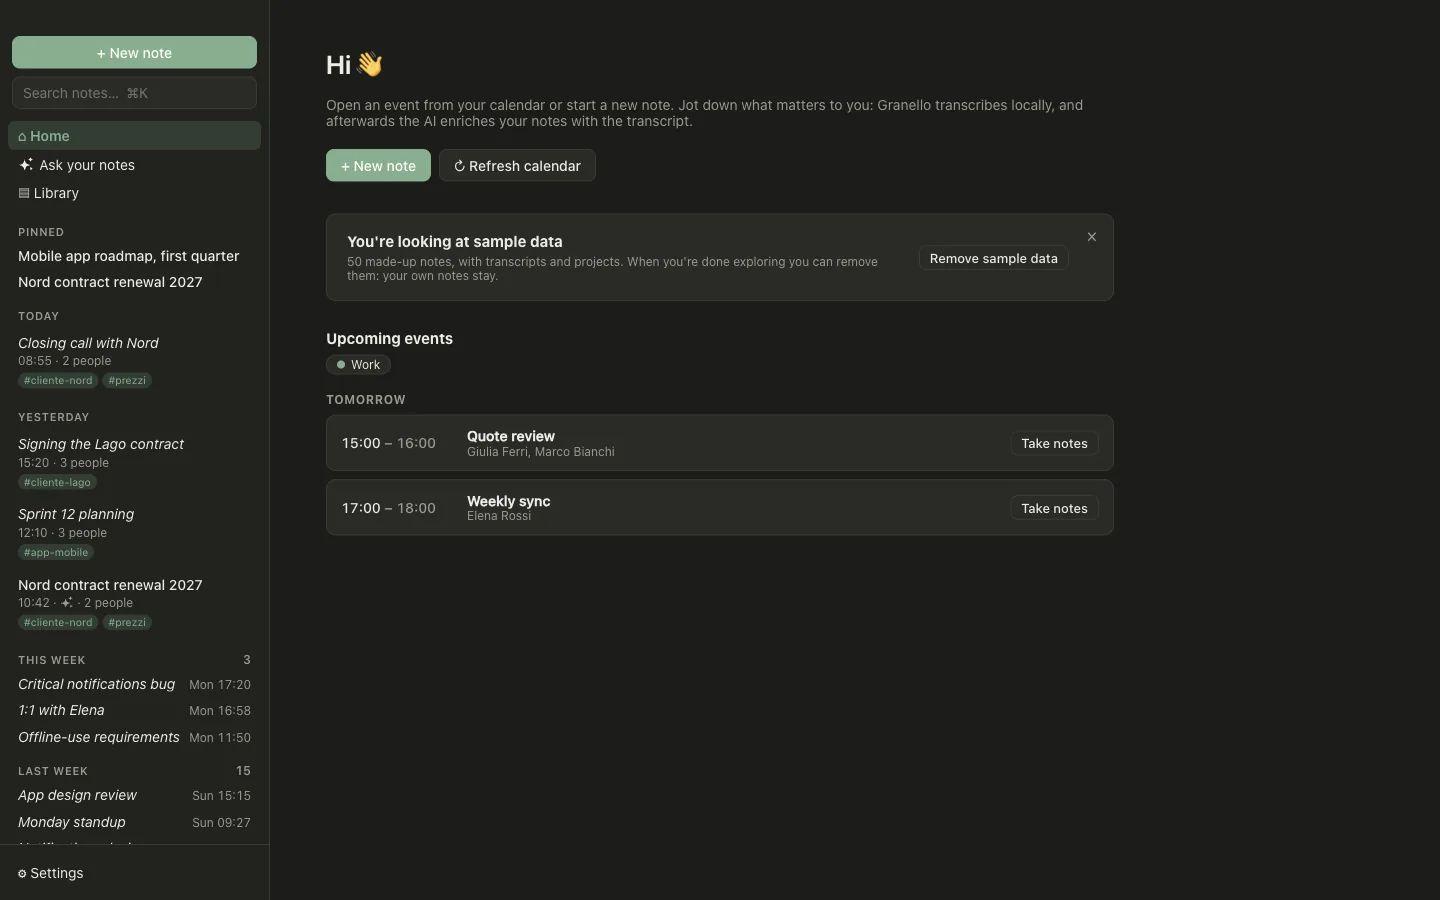 + New note
Search notes... ⌘K
⌂ Home
Ask your notes
▤ Library
PINNED
Mobile app roadmap, first quarter
Nord contract renewal 2027
TODAY
Closing call with Nord
08:55 · 2 people
#cliente-nord #prezzi
YESTERDAY
Signing the Lago contract
15:20 · 3 people
#cliente-lago
Sprint 12 planning
12:10 · 3 people
#app-mobile
Nord contract renewal 2027
10:42 · ✦ · 2 people
#cliente-nord #prezzi
THIS WEEK 3
Critical notifications bug Mon 17:20
1:1 with Elena Mon 16:58
Offline-use requirements Mon 11:50
LAST WEEK 15
App design review Sun 15:15
Monday standup Sun 09:27
⚙ Settings
Hi 👋
Open an event from your calendar or start a new note. Jot down what matters to you: Granello transcribes locally, and
afterwards the AI enriches your notes with the transcript.
+ New note
↻ Refresh calendar
You're looking at sample data
50 made-up notes, with transcripts and projects. When you're done exploring you can remove
them: your own notes stay.
Remove sample data
×
Upcoming events
Work
TOMORROW
15:00 – 16:00
Quote review
Giulia Ferri, Marco Bianchi
Take notes
17:00 – 18:00
Weekly sync
Elena Rossi
Take notes